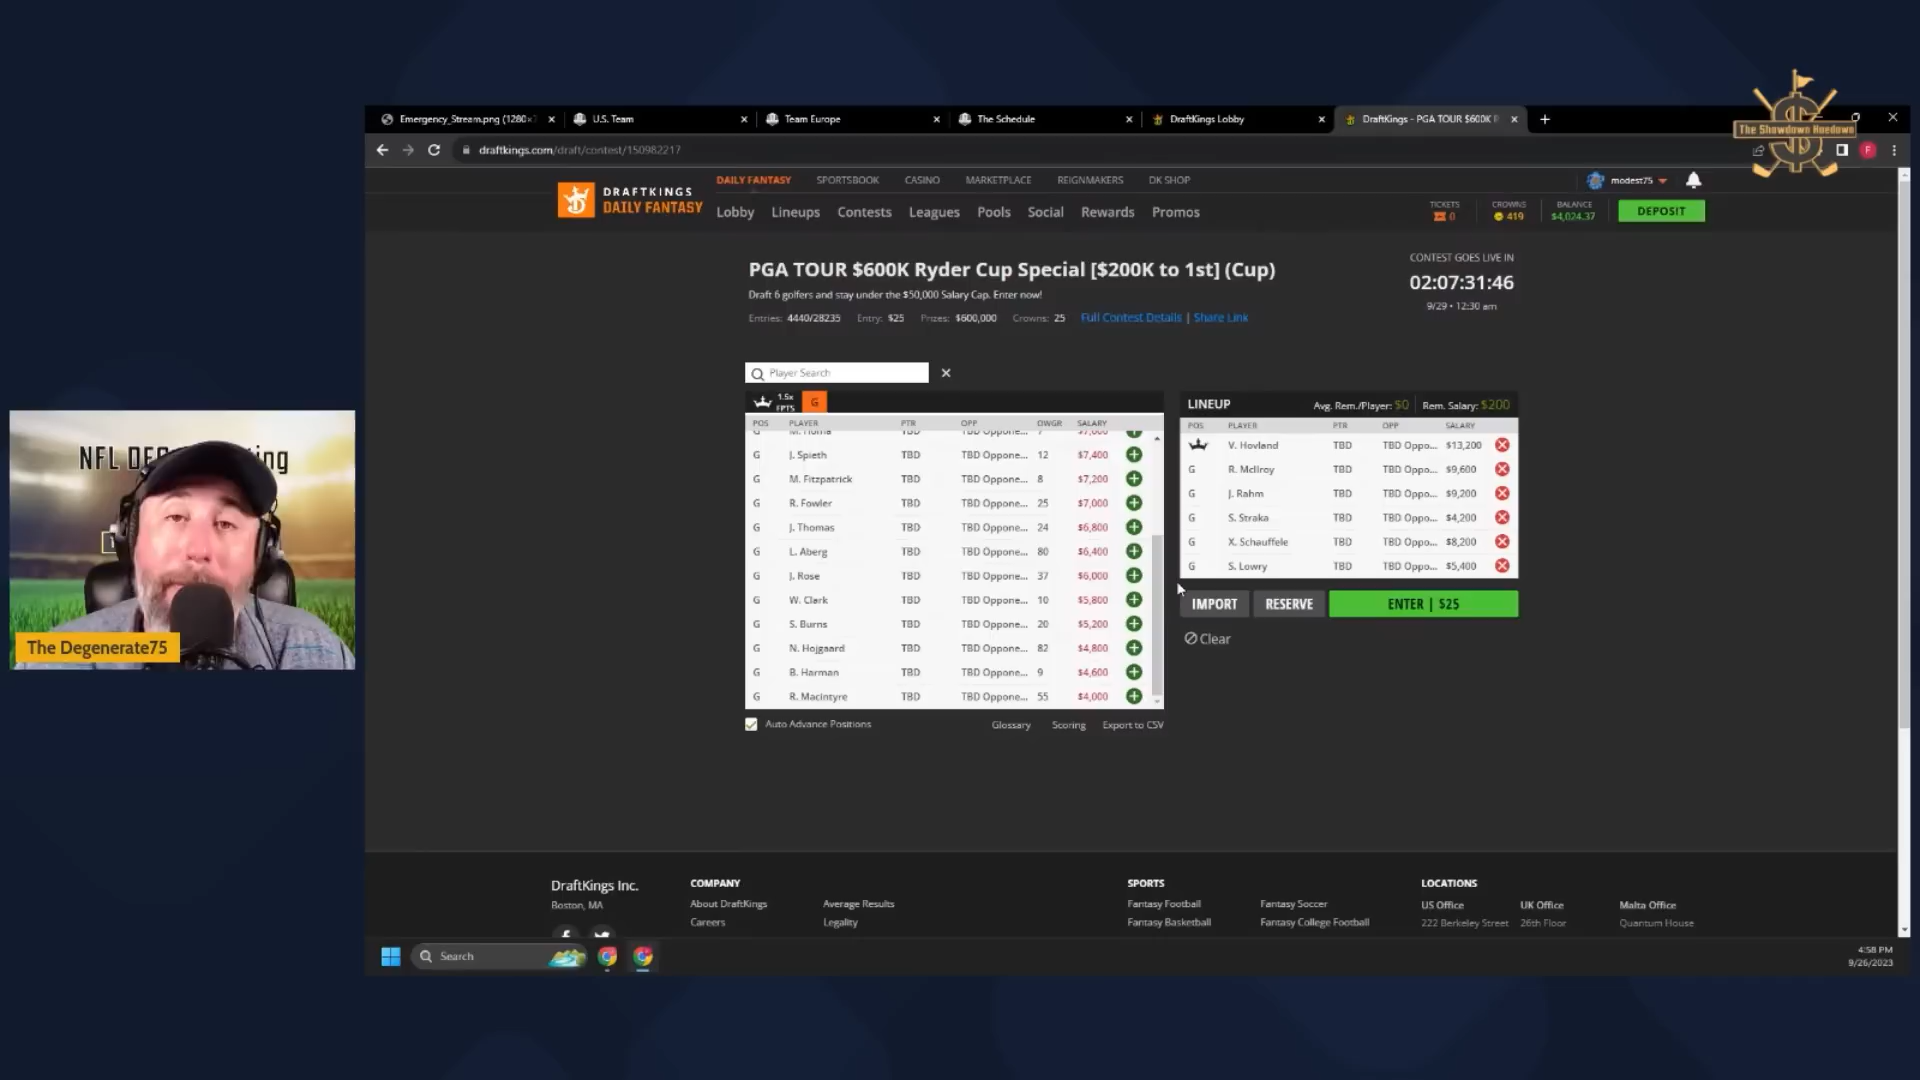 Emergency_Stream.png (1280×
U.S. Team
Team Europe
The Schedule
DraftKings Lobby
DraftKings - PGA TOUR $600K
The Showdown Hoedown
draftkings.com/draft/contest/150982217
F
DRAFTKINGS
DAILY FANTASY
DAILY FANTASY SPORTSBOOK CASINO MARKETPLACE REIGNMAKERS DK SHOP
modest75
Lobby Lineups Contests Leagues Pools Social Rewards Promos
TICKETS 0
CROWNS 419
BALANCE $4,024.37
DEPOSIT
PGA TOUR $600K Ryder Cup Special [$200K to 1st] (Cup)
Draft 6 golfers and stay under the $50,000 Salary Cap. Enter now!
Entries: 4440/28235 Entry: $25 Prizes: $600,000 Crowns: 25 Full Contest Details | Share Link
CONTEST GOES LIVE IN
02:07:31:46
9/29 • 12:30 am
Player Search
1.5x FPTS G
POS PLAYER PTR OPP OWGR SALARY
G M. Homa TBD TBD Oppone... 7
G J. Spieth TBD TBD Oppone... 12 $7,400
G M. Fitzpatrick TBD TBD Oppone... 8 $7,200
G R. Fowler TBD TBD Oppone... 25 $7,000
G J. Thomas TBD TBD Oppone... 24 $6,800
G L. Aberg TBD TBD Oppone... 80 $6,400
G J. Rose TBD TBD Oppone... 37 $6,000
G W. Clark TBD TBD Oppone... 10 $5,800
G S. Burns TBD TBD Oppone... 20 $5,200
G N. Hojgaard TBD TBD Oppone... 82 $4,800
G B. Harman TBD TBD Oppone... 9 $4,600
G R. Macintyre TBD TBD Oppone... 55 $4,000
Auto Advance Positions
Glossary Scoring Export to CSV
LINEUP Avg. Rem./Player: $0 Rem. Salary: $200
POS PLAYER PTR OPP SALARY
V. Hovland TBD TBD Oppo... $13,200
G R. McIlroy TBD TBD Oppo... $9,600
G J. Rahm TBD TBD Oppo... $9,200
G S. Straka TBD TBD Oppo... $4,200
G X. Schauffele TBD TBD Oppo... $8,200
G S. Lowry TBD TBD Oppo... $5,400
IMPORT RESERVE ENTER | $25
Clear
NFL DEG ing
The Degenerate75
DraftKings Inc.
Boston, MA
COMPANY
About DraftKings Average Results
Careers Legality
SPORTS
Fantasy Football Fantasy Soccer
Fantasy Basketball Fantasy College Football
LOCATIONS
US Office UK Office Malta Office
222 Berkeley Street 26th Floor Quantum House
Search
4:58 PM
9/26/2023